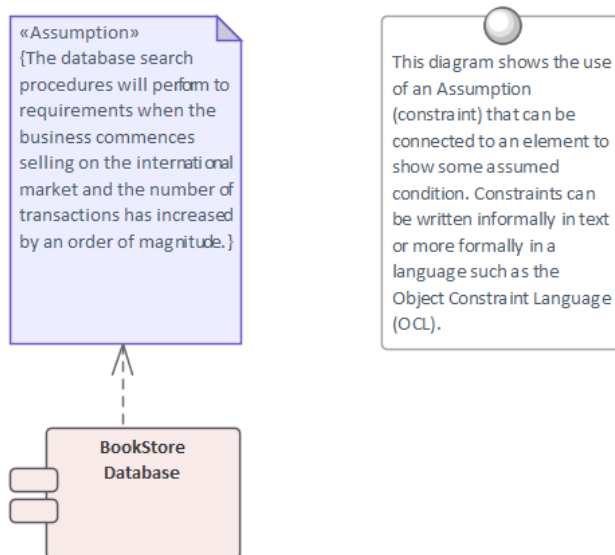 «Assumption»
{The database search
procedures will perform to
requirements when the
business commences
selling on the international
market and the number of
transactions has increased
by an order of magnitude.}
This diagram shows the use
of an Assumption
(constraint) that can be
connected to an element to
show some assumed
condition. Constraints can
be written informally in text
or more formally in a
language such as the
Object Constraint Language
(OCL).
BookStore
Database